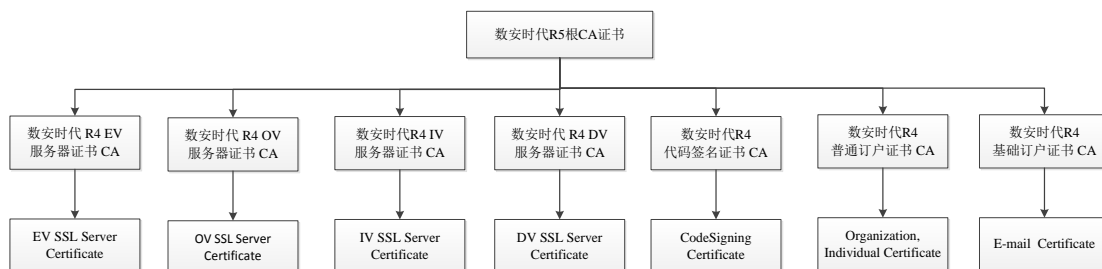 数安时代R5根CA证书
数安时代 R4 EV
服务器证书 CA
数安时代 R4 OV
服务器证书 CA
数安时代R4 IV
服务器证书 CA
数安时代 R4 DV
服务器证书 CA
数安时代R4
代码签名证书 CA
数安时代R4
普通订户证书 CA
数安时代R4
基础订户证书 CA
EV SSL Server
Certificate
OV SSL Server
Certificate
IV SSL Server
Certificate
DV SSL Server
Certificate
CodeSigning
Certificate
Organization,
Individual Certificate
E-mail Certificate